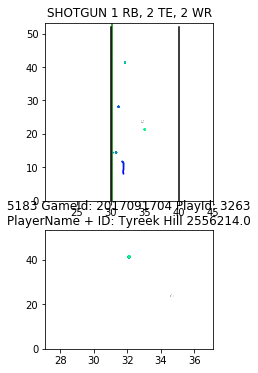 SHOTGUN 1 RB, 2 TE, 2 WR
50
40
30
20
10
0
25 30 35 40 45
5183 GameId: 2017091704 PlayId: 3263
PlayerName + ID: Tyreek Hill 2556214.0
40
20
0
28 30 32 34 36